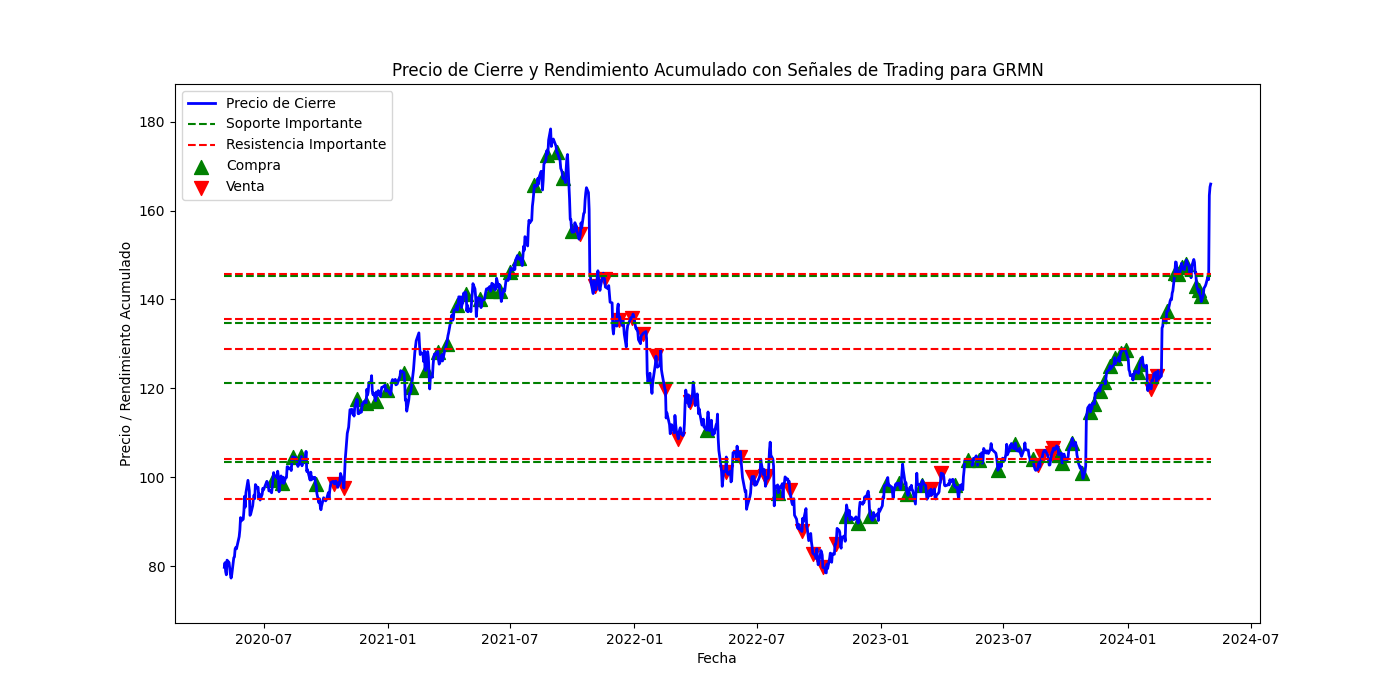 Precio de Cierre y Rendimiento Acumulado con Señales de Trading para GRMN
Precio de Cierre
Soporte Importante
Resistencia Importante
Compra
Venta
Precio / Rendimiento Acumulado
180
160
140
120
100
80
2020-07
2021-01
2021-07
2022-01
2022-07
2023-01
2023-07
2024-01
2024-07
Fecha